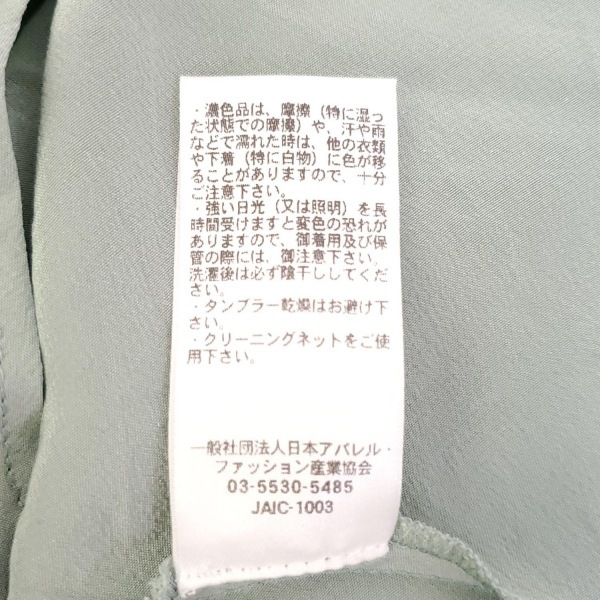 ・濃色品は、摩擦（特に湿っ
た状態での摩擦）や、汗や雨
などで濡れた時は、他の衣類
や下着（特に白物）に色が移
ることがありますので、十分
ご注意下さい。
・強い日光（又は照明）を長
時間受けますと変色の恐れが
ありますので、御着用及び保
管の際には、御注意下さい。
洗濯後は必ず陰干ししてくだ
さい。
・タンブラー乾燥はお避け下
さい。
・クリーニングネットをご使
用下さい。
一般社団法人日本アパレル・
ファッション産業協会
03-5530-5485
JAIC-1003